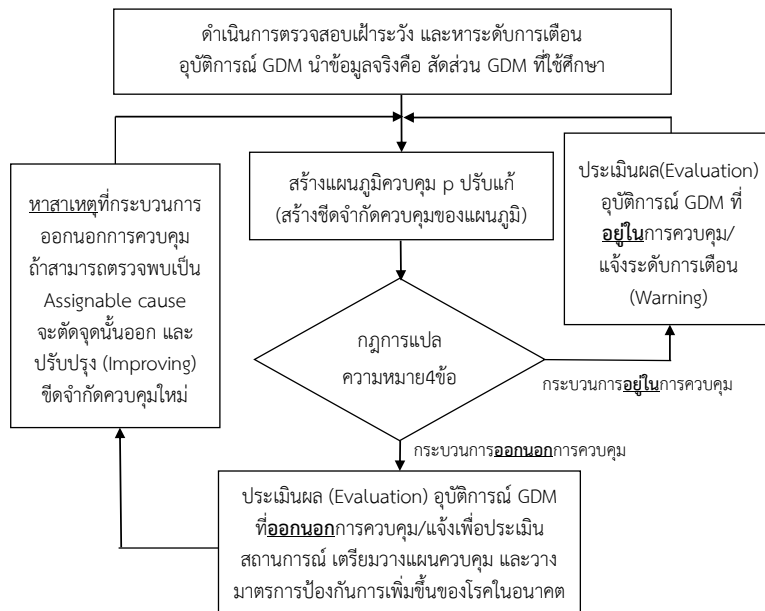 ดำเนินการตรวจสอบเฝ้าระวัง และหาระดับการเตือน
อุบัติการณ์ GDM นำข้อมูลจริงคือ สัดส่วน GDM ที่ใช้ศึกษา
สร้างแผนภูมิควบคุม p ปรับแก้
(สร้างขีดจำกัดควบคุมของแผนภูมิ)
ประเมินผล(Evaluation)
อุบัติการณ์ GDM ที่
อยู่ในการควบคุม/
แจ้งระดับการเตือน
(Warning)
หาสาเหตุที่กระบวนการ
ออกนอกการควบคุม
ถ้าสามารถตรวจพบเป็น
Assignable cause
จะตัดจุดนั้นออก และ
ปรับปรุง (Improving)
ขีดจำกัดควบคุมใหม่
กฎการแปล
ความหมาย4ข้อ
กระบวนการอยู่ในการควบคุม
กระบวนการออกนอกการควบคุม
ประเมินผล (Evaluation) อุบัติการณ์ GDM
ที่ออกนอกการควบคุม/แจ้งเพื่อประเมิน
สถานการณ์ เตรียมวางแผนควบคุม และวาง
มาตรการป้องกันการเพิ่มขึ้นของโรคในอนาคต